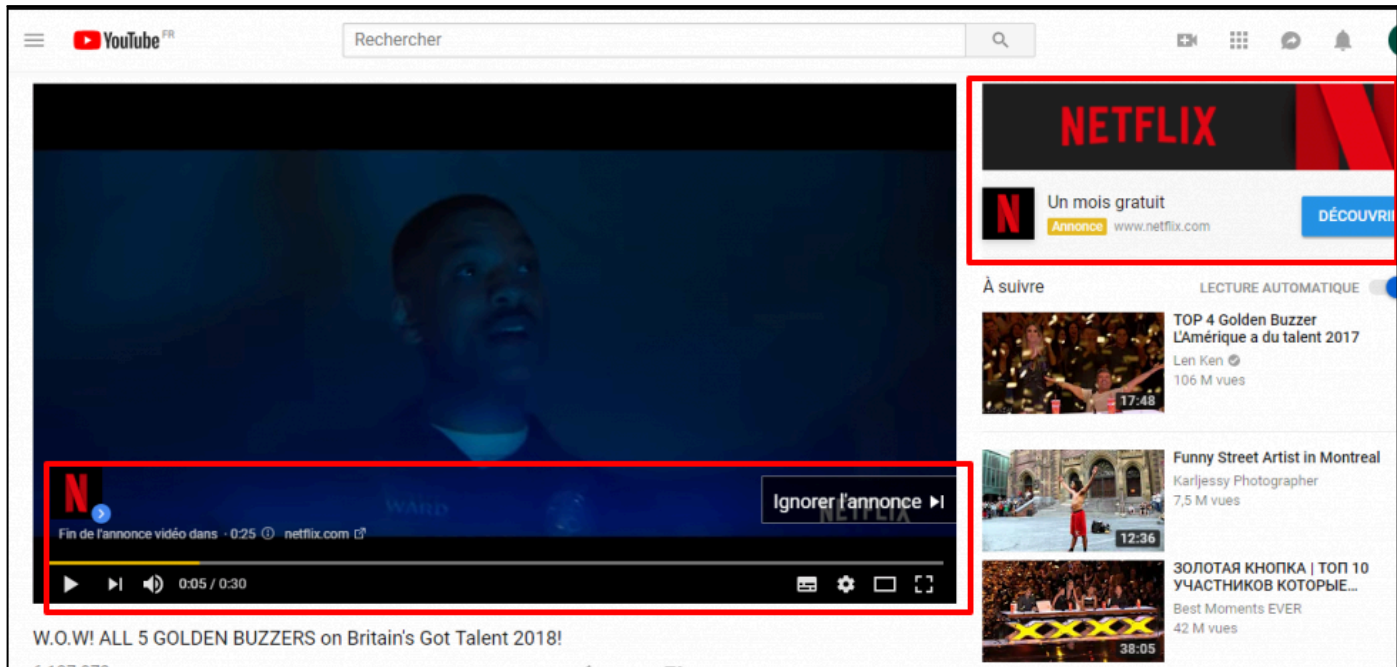 YouTube FR
Rechercher
NETFLIX
N
Un mois gratuit
Annonce www.netflix.com
DÉCOUVRI
À suivre
LECTURE AUTOMATIQUE
TOP 4 Golden Buzzer
L'Amérique a du talent 2017
Len Ken
106 M vues
17:48
Funny Street Artist in Montreal
Karljessy Photographer
7,5 M vues
12:36
ЗОЛОТАЯ КНОПКА | ТОП 10
УЧАСТНИКОВ КОТОРЫЕ...
Best Moments EVER
42 M vues
38:05
WARD
N
Ignorer l'annonce
NETFLIX
Fin de l'annonce vidéo dans · 0:25 netflix.com
0:05 / 0:30
W.O.W! ALL 5 GOLDEN BUZZERS on Britain's Got Talent 2018!